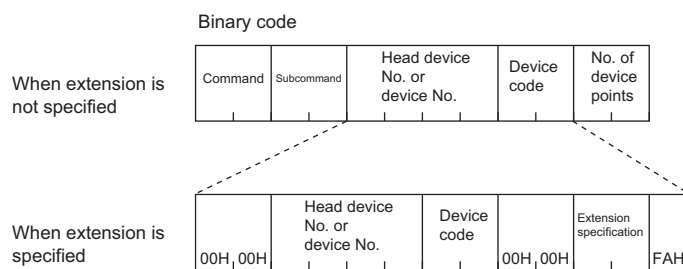 Binary code
When extension is
not specified
Command
Subcommand
Head device
No. or
device No.
Device
code
No. of
device
points
When extension is
specified
00H 00H
Head device
No. or
device No.
Device
code
00H 00H
Extension
specification
FAH